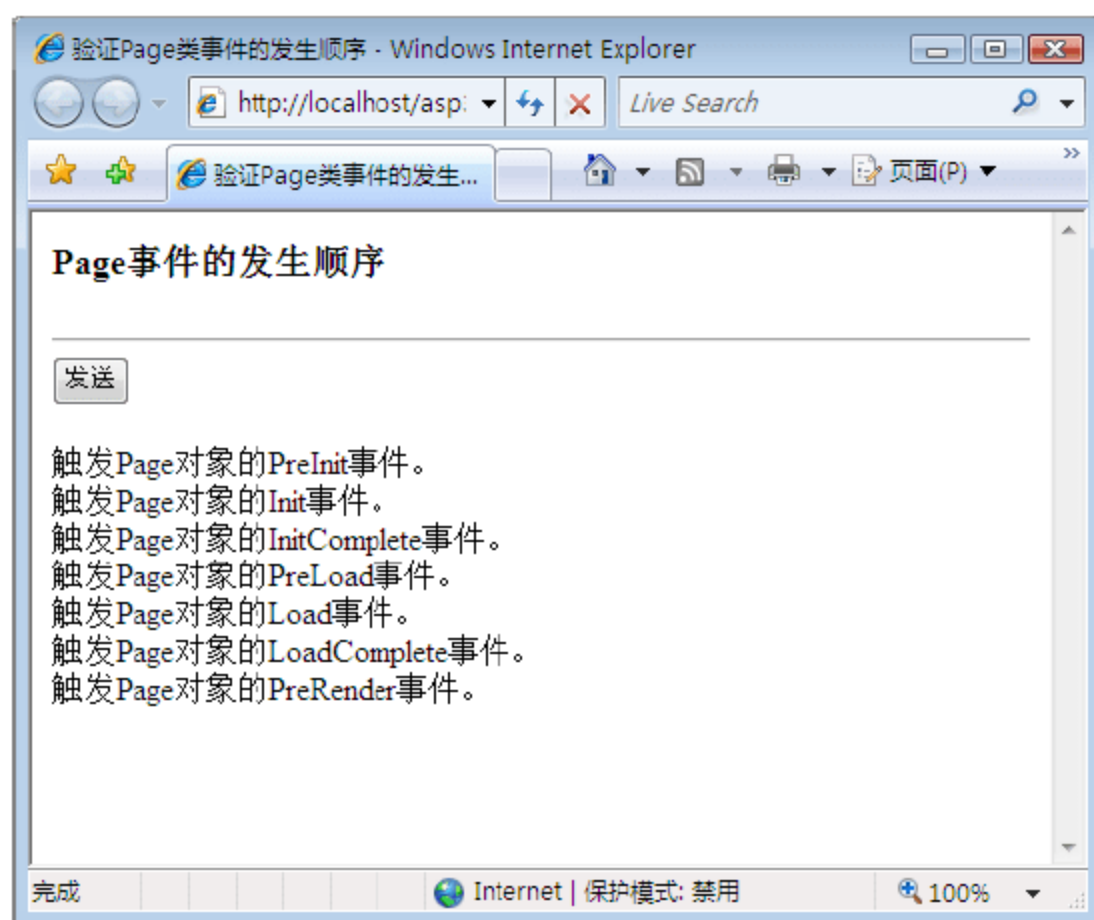 验证Page类事件的发生顺序 - Windows Internet Explorer
http://localhost/asp
Live Search
验证Page类事件的发生...
页面(P)
Page事件的发生顺序
发送
触发Page对象的PreInit事件。
触发Page对象的Init事件。
触发Page对象的InitComplete事件。
触发Page对象的PreLoad事件。
触发Page对象的Load事件。
触发Page对象的LoadComplete事件。
触发Page对象的PreRender事件。
完成
Internet | 保护模式: 禁用
100%